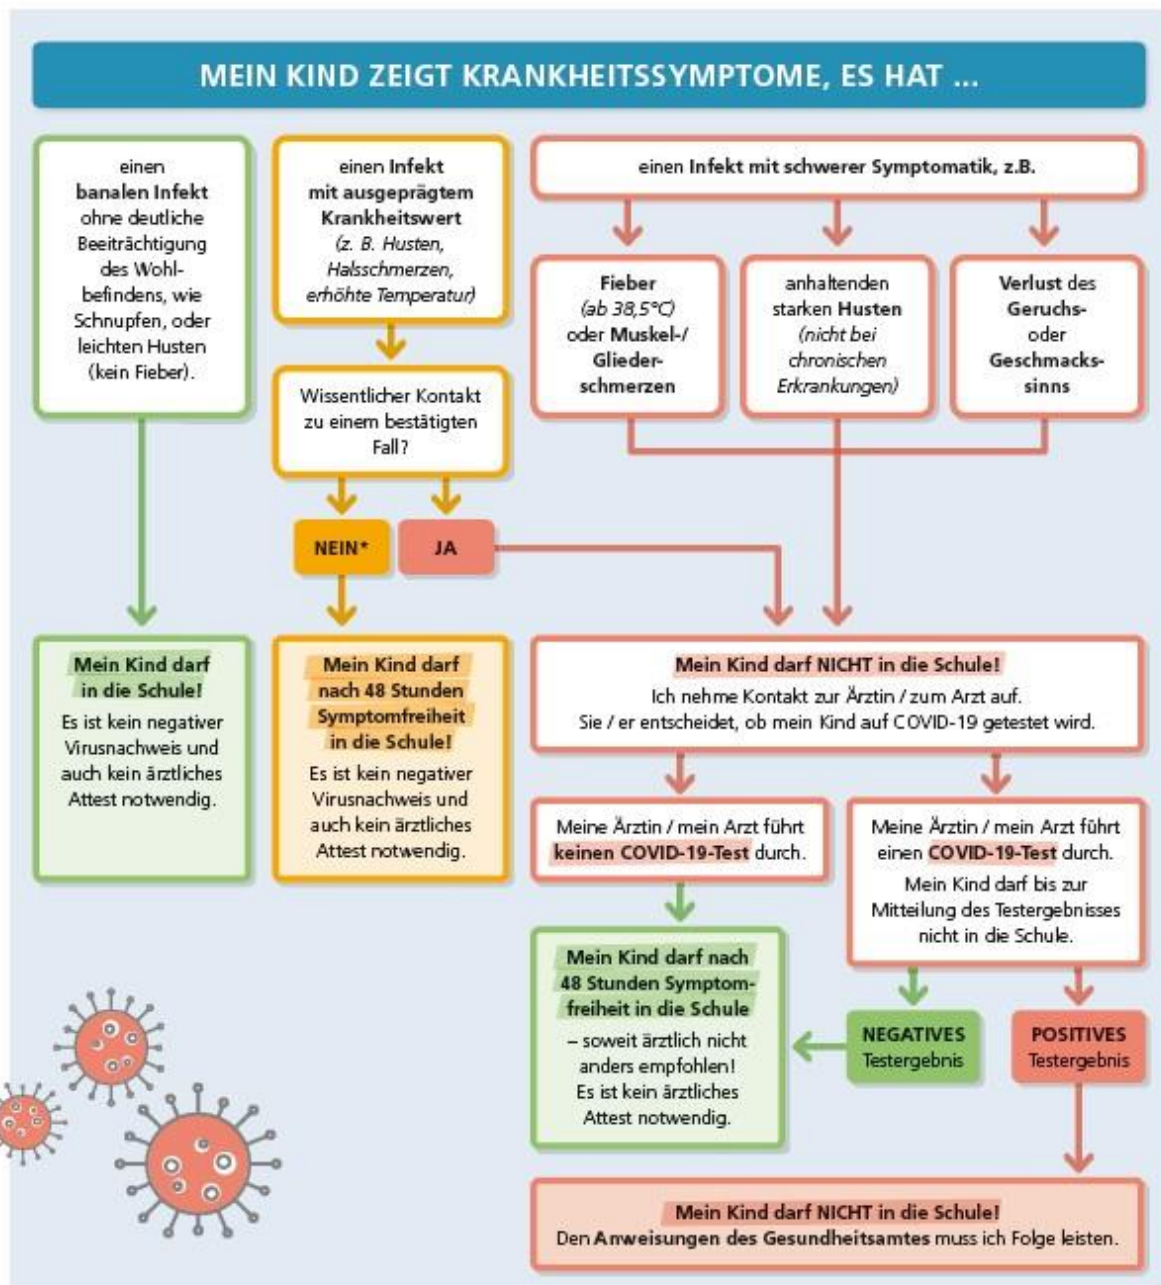 MEIN KIND ZEIGT KRANKHEITSSYMPTOME, ES HAT ...
einen
banalen Infekt
ohne deutliche
Beeiträchtigung
des Wohl-
befindens, wie
Schnupfen, oder
leichten Husten
(kein Fieber).
einen Infekt
mit ausgeprägtem
Krankheitswert
(z. B. Husten,
Halsschmerzen,
erhöhte Temperatur)
Wissentlicher Kontakt
zu einem bestätigten
Fall?
NEIN*
JA
einen Infekt mit schwerer Symptomatik, z.B.
Fieber
(ab 38,5°C)
oder Muskel-/
Glieder-
schmerzen
anhaltenden
starken Husten
(nicht bei
chronischen
Erkrankungen)
Verlust des
Geruchs-
oder
Geschmacks-
sinns
Mein Kind darf
in die Schule!
Es ist kein negativer
Virusnachweis und
auch kein ärztliches
Attest notwendig.
Mein Kind darf
nach 48 Stunden
Symptomfreiheit
in die Schule!
Es ist kein negativer
Virusnachweis und
auch kein ärztliches
Attest notwendig.
Mein Kind darf NICHT in die Schule!
Ich nehme Kontakt zur Ärztin / zum Arzt auf.
Sie / er entscheidet, ob mein Kind auf COVID-19 getestet wird.
Meine Ärztin / mein Arzt führt
keinen COVID-19-Test durch.
Meine Ärztin / mein Arzt führt
einen COVID-19-Test durch.
Mein Kind darf bis zur
Mitteilung des Testergebnisses
nicht in die Schule.
Mein Kind darf nach
48 Stunden Symptom-
freiheit in die Schule
– soweit ärztlich nicht
anders empfohlen!
Es ist kein ärztliches
Attest notwendig.
NEGATIVES
Testergebnis
POSITIVES
Testergebnis
Mein Kind darf NICHT in die Schule!
Den Anweisungen des Gesundheitsamtes muss ich Folge leisten.